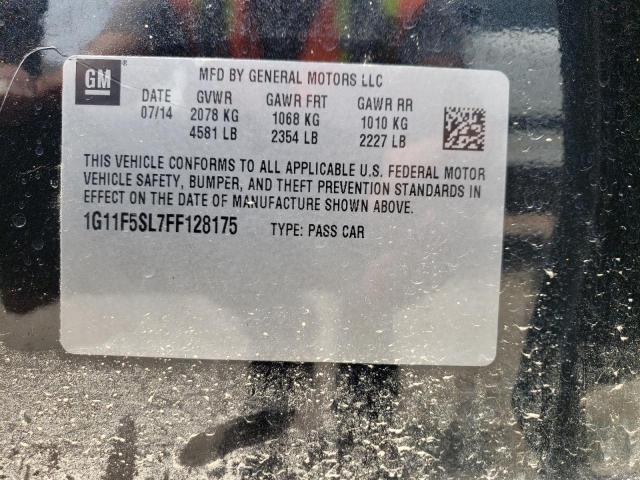 GM®
MFD BY GENERAL MOTORS LLC
DATE GVWR GAWR FRT GAWR RR
07/14 2078 KG 1068 KG 1010 KG
4581 LB 2354 LB 2227 LB
THIS VEHICLE CONFORMS TO ALL APPLICABLE U.S. FEDERAL MOTOR
VEHICLE SAFETY, BUMPER, AND THEFT PREVENTION STANDARDS IN
EFFECT ON THE DATE OF MANUFACTURE SHOWN ABOVE.
1G11F5SL7FF128175 TYPE: PASS CAR